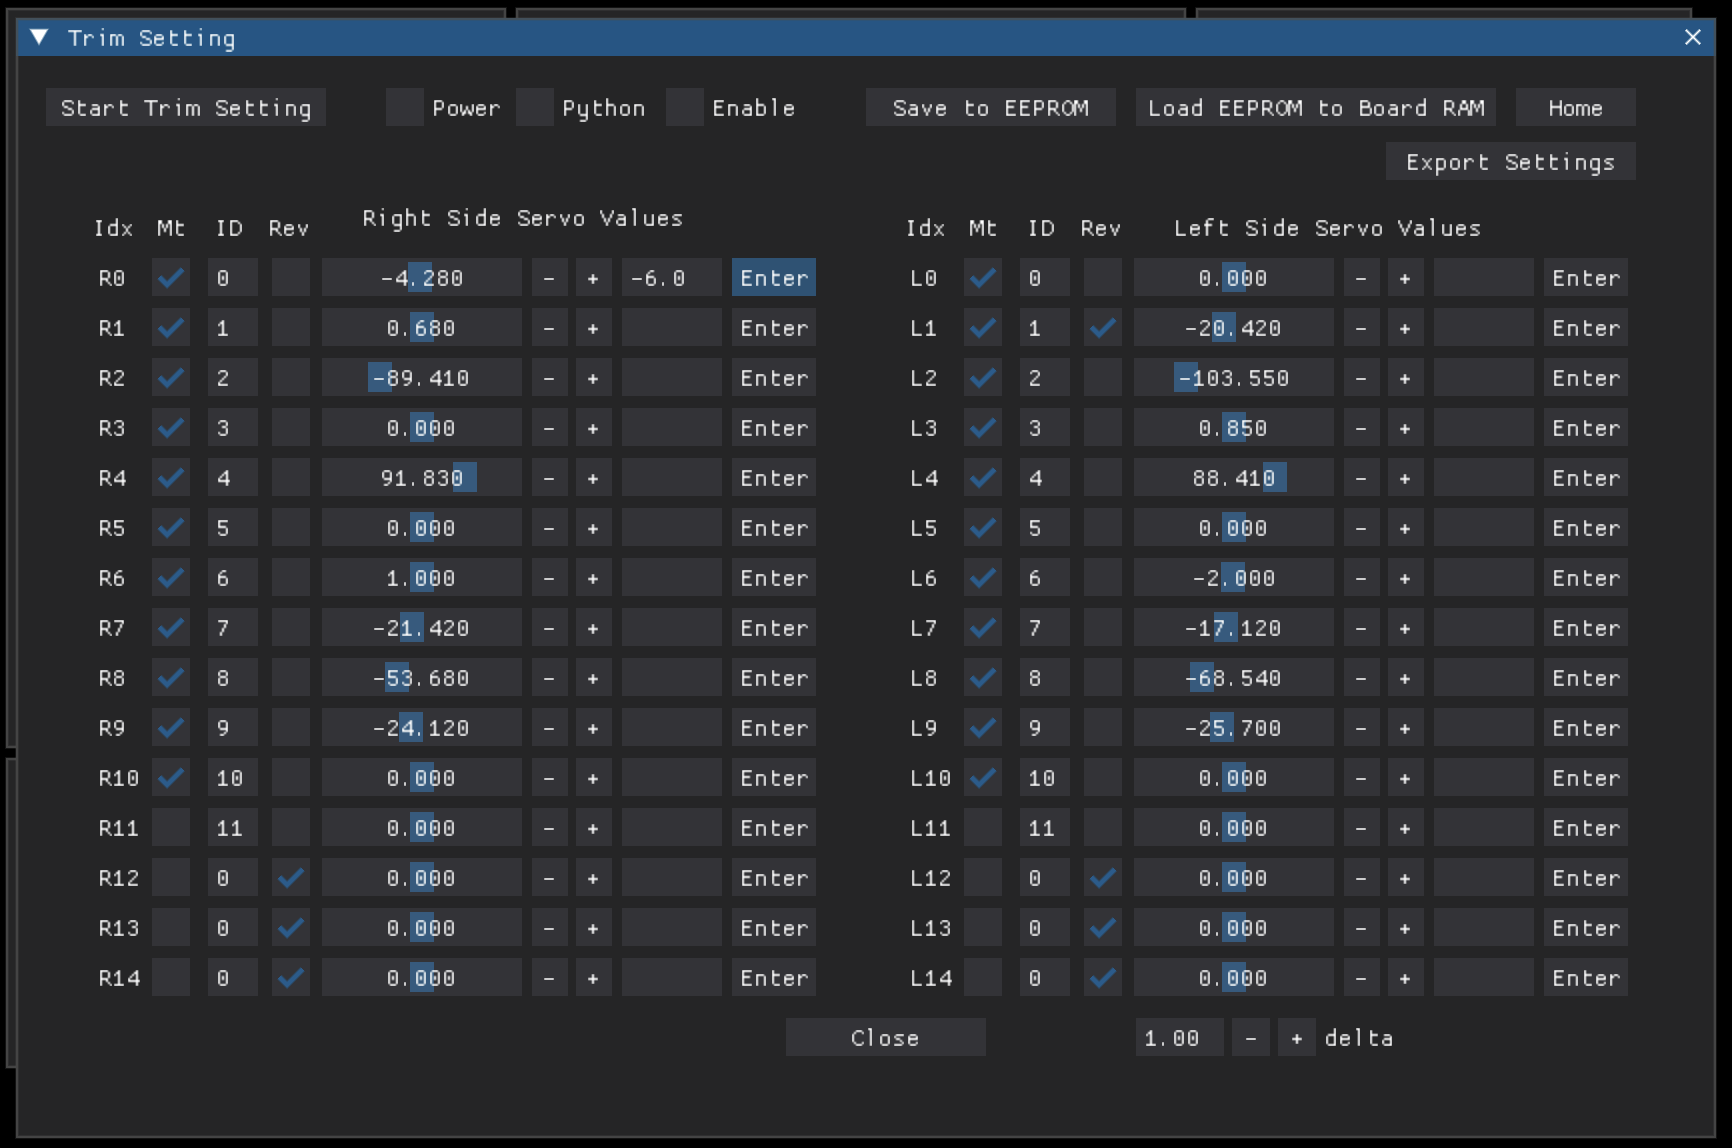 Trim Setting
Start Trim Setting Power Python Enable Save to EEPROM Load EEPROM to Board RAM Home
Export Settings
Idx Mt ID Rev Right Side Servo Values Idx Mt ID Rev Left Side Servo Values
R0 0 -4.280 - + -6.0 Enter L0 0 0.000 - + Enter
R1 1 0.680 - + Enter L1 1 -20.420 - + Enter
R2 2 -89.410 - + Enter L2 2 -103.550 - + Enter
R3 3 0.000 - + Enter L3 3 0.850 - + Enter
R4 4 91.830 - + Enter L4 4 88.410 - + Enter
R5 5 0.000 - + Enter L5 5 0.000 - + Enter
R6 6 1.000 - + Enter L6 6 -2.000 - + Enter
R7 7 -21.420 - + Enter L7 7 -17.120 - + Enter
R8 8 -53.680 - + Enter L8 8 -68.540 - + Enter
R9 9 -24.120 - + Enter L9 9 -25.700 - + Enter
R10 10 0.000 - + Enter L10 10 0.000 - + Enter
R11 11 0.000 - + Enter L11 11 0.000 - + Enter
R12 0 0.000 - + Enter L12 0 0.000 - + Enter
R13 0 0.000 - + Enter L13 0 0.000 - + Enter
R14 0 0.000 - + Enter L14 0 0.000 - + Enter
Close 1.00 - + delta